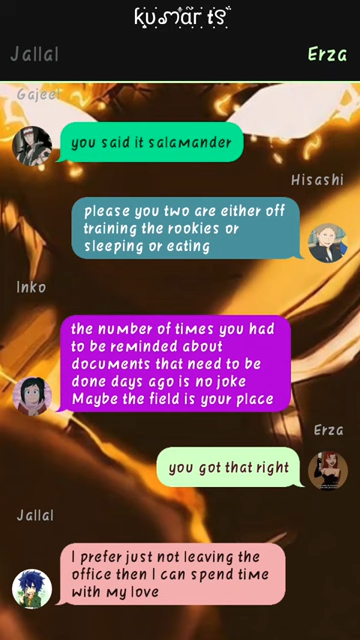 kumar ts
Jallal
Erza
Gajeel
you said it salamander
Hisashi
please you two are either off
training the rookies or
sleeping or eating
Inko
the number of times you had
to be reminded about
documents that need to be
done days ago is no joke
Maybe the field is your place
Erza
you got that right
Jallal
I prefer just not leaving the
office then I can spend time
with my love